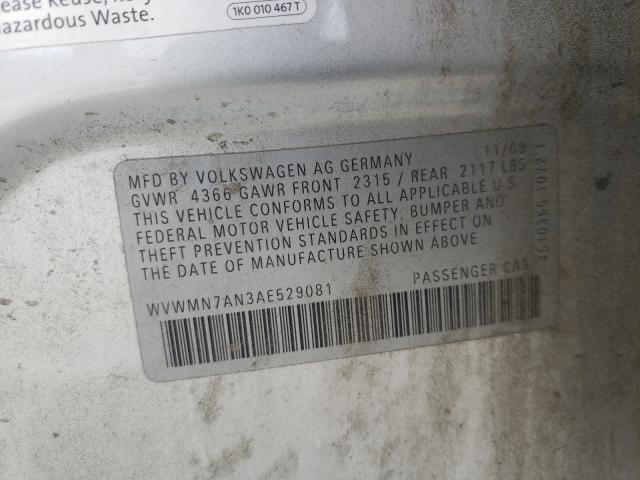 Hazardous Waste.
1K0 010 467 T
MFD BY VOLKSWAGEN AG GERMANY 11/09
GVWR 4366 GAWR FRONT 2315 / REAR 2117 LBS
THIS VEHICLE CONFORMS TO ALL APPLICABLE U S
FEDERAL MOTOR VEHICLE SAFETY, BUMPER AND
THEFT PREVENTION STANDARDS IN EFFECT ON
THE DATE OF MANUFACTURE SHOWN ABOVE
WVWMN7AN3AE529081 PASSENGER CAR